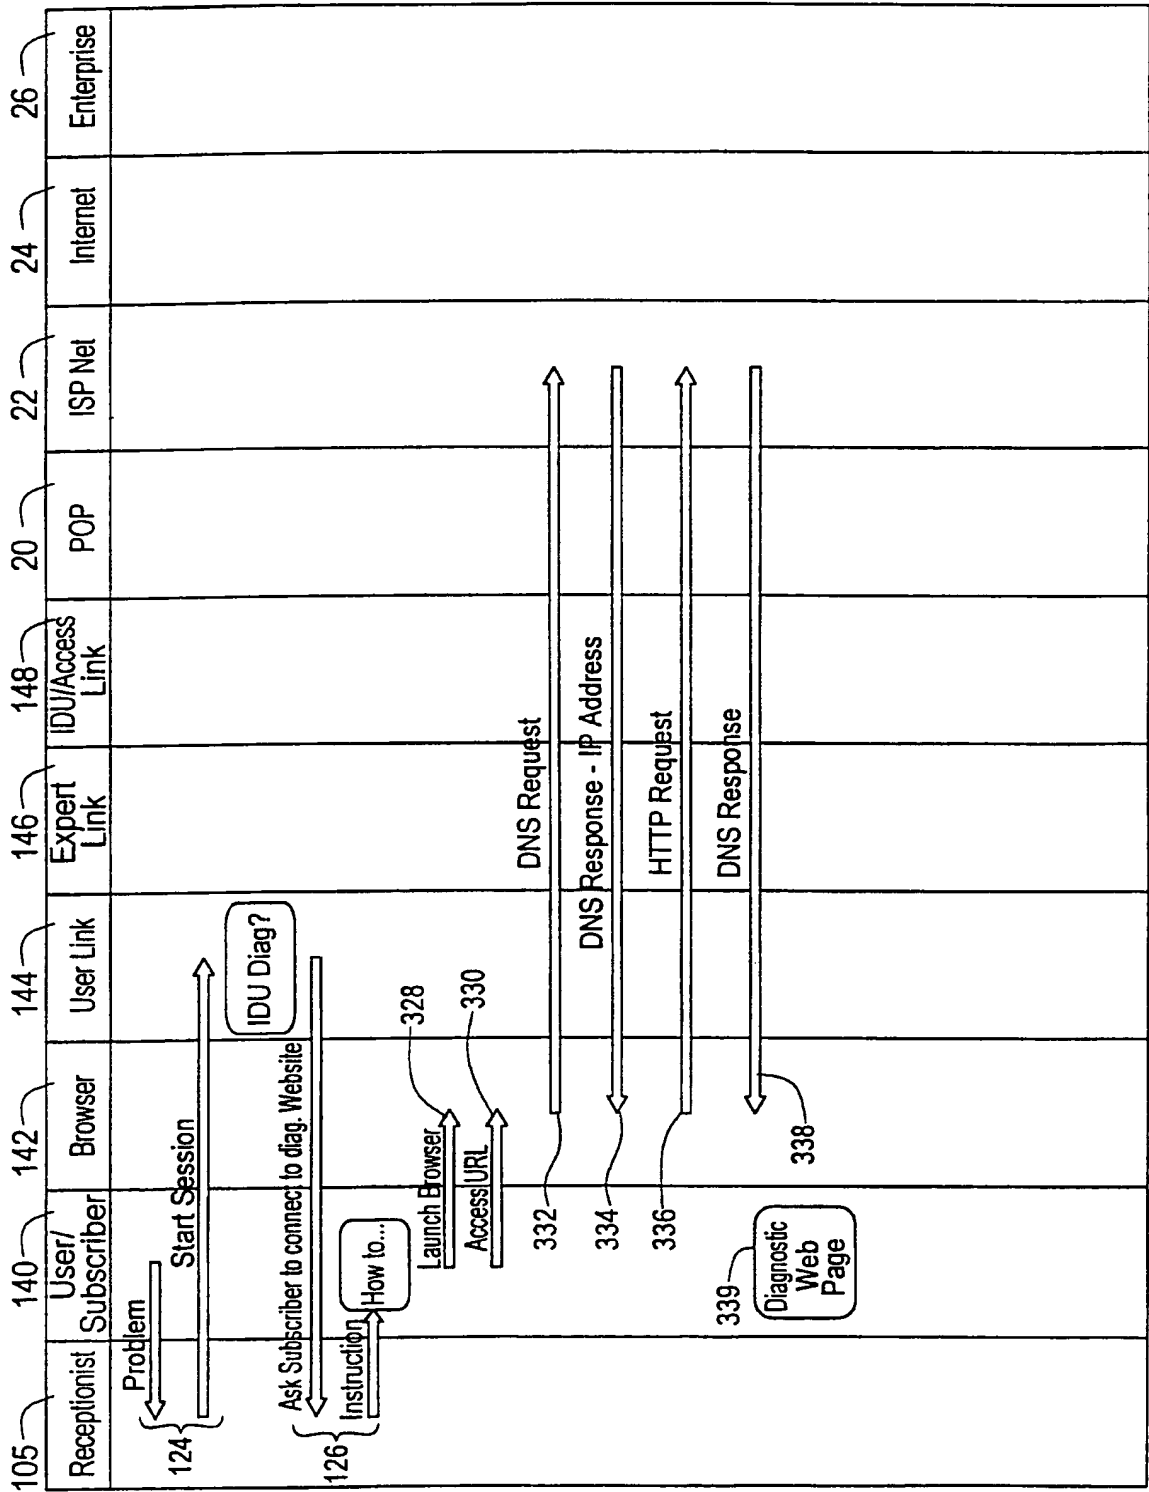 105
140
142
144
146
148
20
22
24
26
Receptionist
User/
Subscriber
Browser
User Link
Expert
Link
IDU/Access
Link
POP
ISP Net
Internet
Enterprise
Problem
Start Session
124
IDU Diag?
Ask Subscriber to connect to diag. Website
Instruction
How to...
126
Launch Browser
328
Access URL
330
DNS Request
332
DNS Response - IP Address
334
HTTP Request
336
DNS Response
338
339
Diagnostic
Web
Page